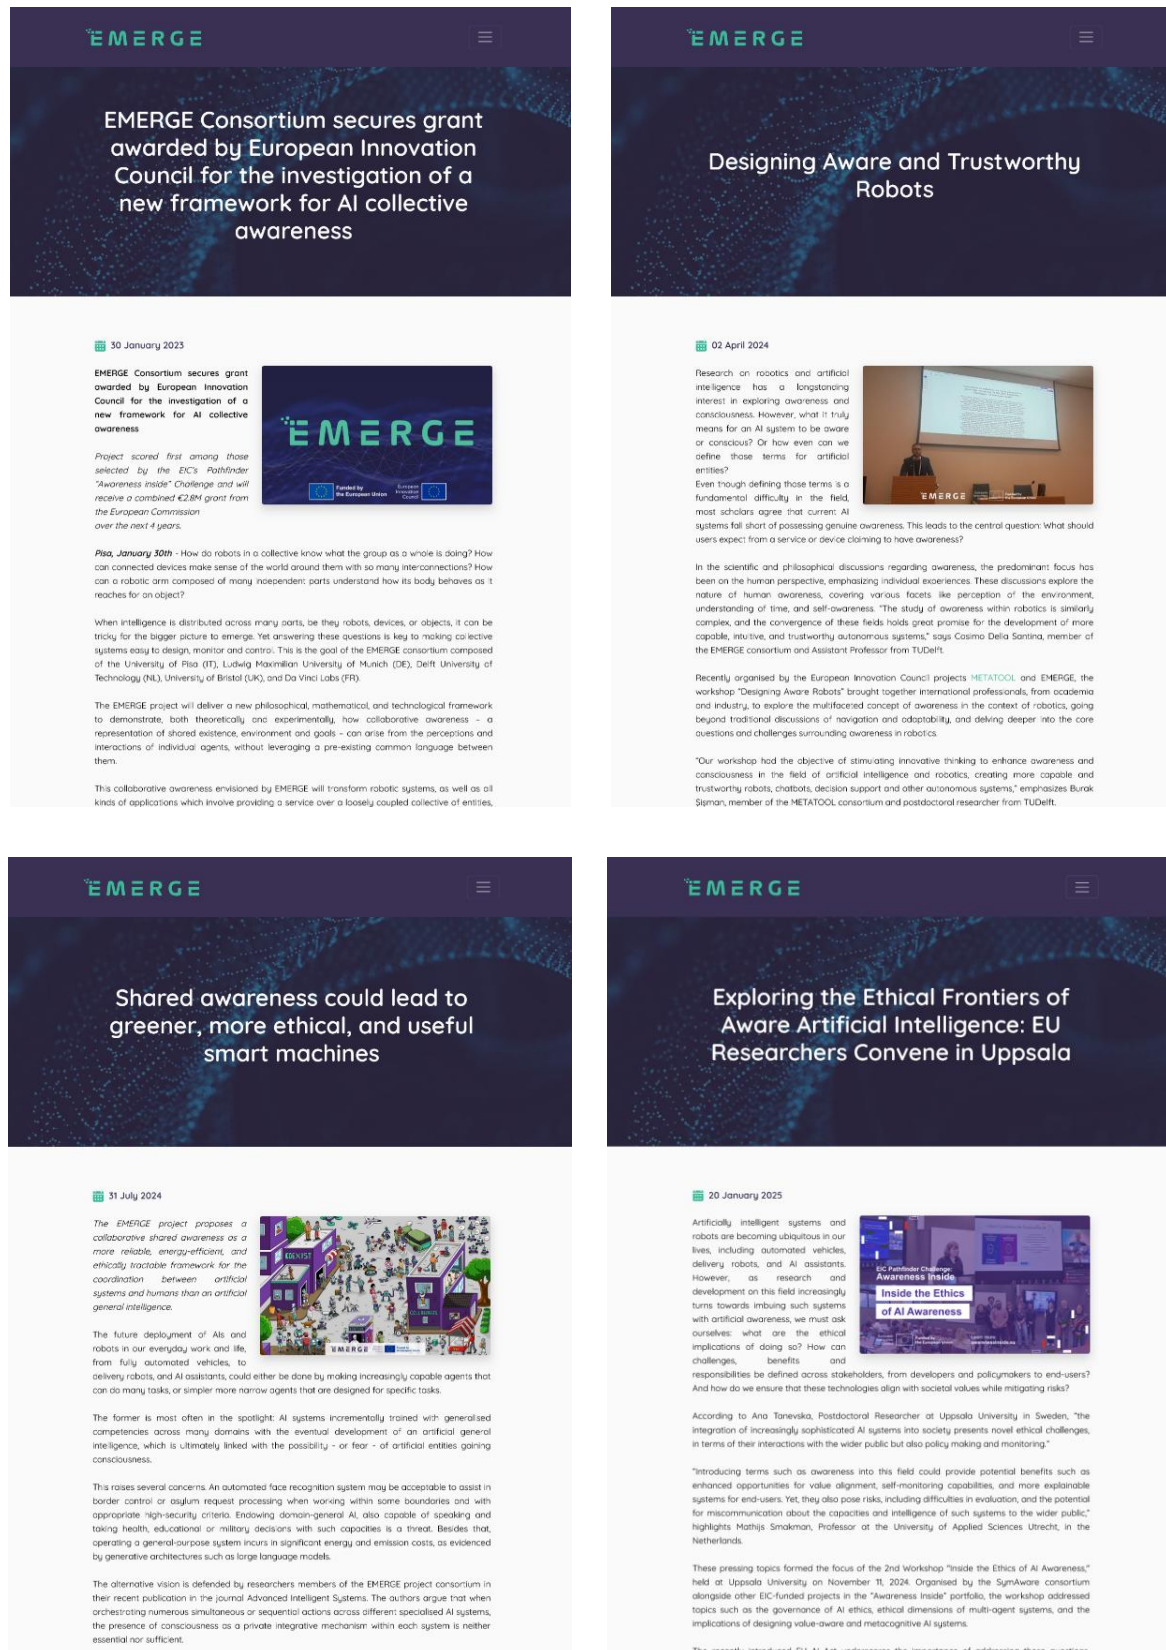 EMERGE
EMERGE Consortium secures grant
awarded by European Innovation
Council for the investigation of a
new framework for AI collective
awareness
30 January 2023
EMERGE Consortium secures grant
awarded by European Innovation
Council for the investigation of a
new framework for AI collective
awareness
Project scored first among those
selected by the EIC's Pathfinder
"Awareness inside" Challenge and will
receive a combined €2.8M grant from
the European Commission
over the next 4 years.
EMERGE
Funded by
the European Union
European
Innovation
Council
Pisa, January 30th - How do robots in a collective know what the group as a whole is doing? How
can connected devices make sense of the world around them with so many interconnections? How
can a robotic arm composed of many independent parts understand how its body behaves as it
reaches for an object?
When intelligence is distributed across many parts, be they robots, devices, or objects, it can be
tricky for the bigger picture to emerge. Yet answering these questions is key to making collective
systems easy to design, monitor and control. This is the goal of the EMERGE consortium composed
of the University of Pisa (IT), Ludwig Maximilian University of Munich (DE), Delft University of
Technology (NL), University of Bristol (UK), and Da Vinci Labs (FR).
The EMERGE project will deliver a new philosophical, mathematical, and technological framework
to demonstrate, both theoretically and experimentally, how collaborative awareness – a
representation of shared existence, environment and goals – can arise from the perceptions and
interactions of individual agents, without leveraging a pre-existing common language between
them.
This collaborative awareness envisioned by EMERGE will transform robotic systems, as well as all
kinds of applications which involve providing a service over a loosely coupled collective of entities,
EMERGE
Designing Aware and Trustworthy
Robots
02 April 2024
Research on robotics and artificial
intelligence has a longstanding
interest in exploring awareness and
consciousness. However, what it truly
means for an AI system to be aware
or conscious? Or how even can we
define those terms for artificial
entities?
Even though defining those terms is a
fundamental difficulty in the field,
most scholars agree that current AI
systems fall short of possessing genuine awareness. This leads to the central question: What should
users expect from a service or device claiming to have awareness?
EMERGE
In the scientific and philosophical discussions regarding awareness, the predominant focus has
been on the human perspective, emphasizing individual experiences. These discussions explore the
nature of human awareness, covering various facets like perception of the environment,
understanding of time, and self-awareness. "The study of awareness within robotics is similarly
complex, and the convergence of these fields holds great promise for the development of more
capable, intuitive, and trustworthy autonomous systems," says Cosimo Della Santina, member of
the EMERGE consortium and Assistant Professor from TUDelft.
Recently organised by the European Innovation Council projects METATOOL and EMERGE, the
workshop "Designing Aware Robots" brought together international professionals, from academia
and industry, to explore the multifaceted concept of awareness in the context of robotics, going
beyond traditional discussions of navigation and adaptability, and delving deeper into the core
questions and challenges surrounding awareness in robotics.
"Our workshop had the objective of stimulating innovative thinking to enhance awareness and
consciousness in the field of artificial intelligence and robotics, creating more capable and
trustworthy robots, chatbots, decision support and other autonomous systems," emphasizes Burak
Şişman, member of the METATOOL consortium and postdoctoral researcher from TUDelft.
EMERGE
Shared awareness could lead to
greener, more ethical, and useful
smart machines
31 July 2024
The EMERGE project proposes a
collaborative shared awareness as a
more reliable, energy-efficient, and
ethically tractable framework for the
coordination between artificial
systems and humans than an artificial
general intelligence.
EDEXIST
EMERGE
The future deployment of AIs and
robots in our everyday work and life,
from fully automated vehicles, to
delivery robots, and AI assistants, could either be done by making increasingly capable agents that
can do many tasks, or simpler more narrow agents that are designed for specific tasks.
The former is most often in the spotlight: AI systems incrementally trained with generalised
competencies across many domains with the eventual development of an artificial general
intelligence, which is ultimately linked with the possibility - or fear - of artificial entities gaining
consciousness.
This raises several concerns. An automated face recognition system may be acceptable to assist in
border control or asylum request processing when working within some boundaries and with
appropriate high-security criteria. Endowing domain-general AI, also capable of speaking and
taking health, educational or military decisions with such capacities is a threat. Besides that,
operating a general-purpose system incurs in significant energy and emission costs, as evidenced
by generative architectures such as large language models.
The alternative vision is defended by researchers members of the EMERGE project consortium in
their recent publication in the journal Advanced Intelligent Systems. The authors argue that when
orchestrating numerous simultaneous or sequential actions across different specialised AI systems,
the presence of consciousness as a private integrative mechanism within each system is neither
essential nor sufficient.
EMERGE
Exploring the Ethical Frontiers of
Aware Artificial Intelligence: EU
Researchers Convene in Uppsala
20 January 2025
Artificially intelligent systems and
robots are becoming ubiquitous in our
lives, including automated vehicles,
delivery robots, and AI assistants.
However, as research and
development on this field increasingly
turns towards imbuing such systems
with artificial awareness, we must ask
ourselves: what are the ethical
implications of doing so? How can
challenges, benefits and
responsibilities be defined across stakeholders, from developers and policymakers to end-users?
And how do we ensure that these technologies align with societal values while mitigating risks?
EIC Pathfinder Challenge:
Awareness Inside
Inside the Ethics
of AI Awareness
According to Ana Tanevska, Postdoctoral Researcher at Uppsala University in Sweden, "the
integration of increasingly sophisticated AI systems into society presents novel ethical challenges,
in terms of their interactions with the wider public but also policy making and monitoring."
"Introducing terms such as awareness into this field could provide potential benefits such as
enhanced opportunities for value alignment, self-monitoring capabilities, and more explainable
systems for end-users. Yet, they also pose risks, including difficulties in evaluation, and the potential
for miscommunication about the capacities and intelligence of such systems to the wider public,"
highlights Mathijs Smakman, Professor at the University of Applied Sciences Utrecht, in the
Netherlands.
These pressing topics formed the focus of the 2nd Workshop "Inside the Ethics of AI Awareness,"
held at Uppsala University on November 11, 2024. Organised by the SymAware consortium
alongside other EIC-funded projects in the "Awareness Inside" portfolio, the workshop addressed
topics such as the governance of AI ethics, ethical dimensions of multi-agent systems, and the
implications of designing value-aware and metacognitive AI systems.